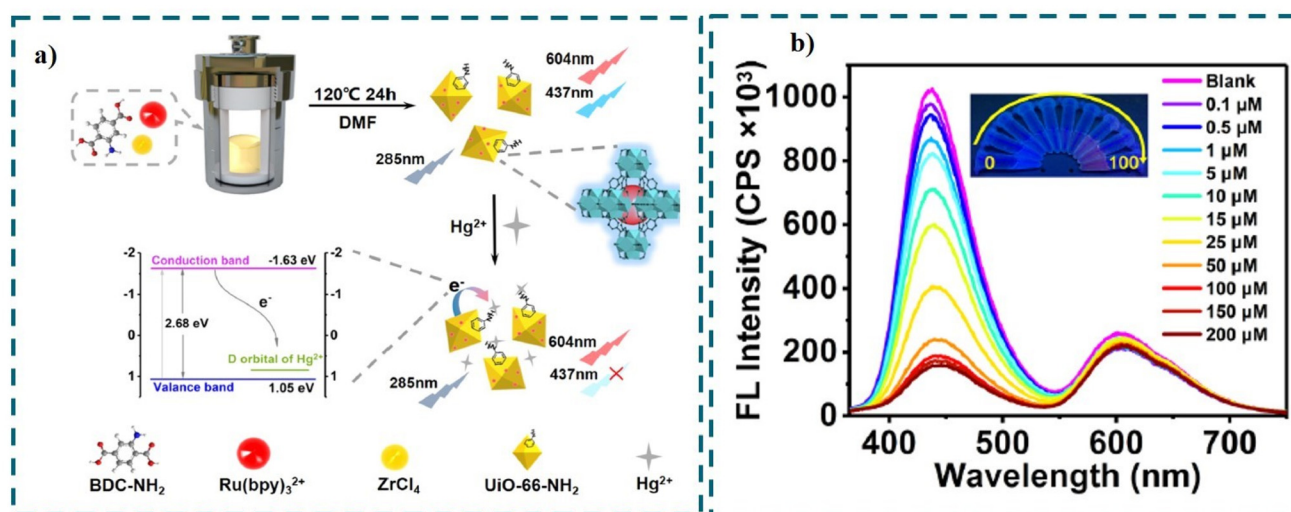 a)
120℃ 24h
DMF
604nm
437nm
285nm
Hg2+
Conduction band
-1.63 eV
-2
-1
0
1
-2
-1
0
1
e-
2.68 eV
D orbital of Hg2+
Valance band
1.05 eV
e-
604nm
437nm
285nm
BDC-NH2
Ru(bpy)32+
ZrCl4
UiO-66-NH2
Hg2+
b)
FL Intensity (CPS ×103)
1000
800
600
400
200
0
400
500
600
700
Wavelength (nm)
0
100
Blank
0.1 μM
0.5 μM
1 μM
5 μM
10 μM
15 μM
25 μM
50 μM
100 μM
150 μM
200 μM